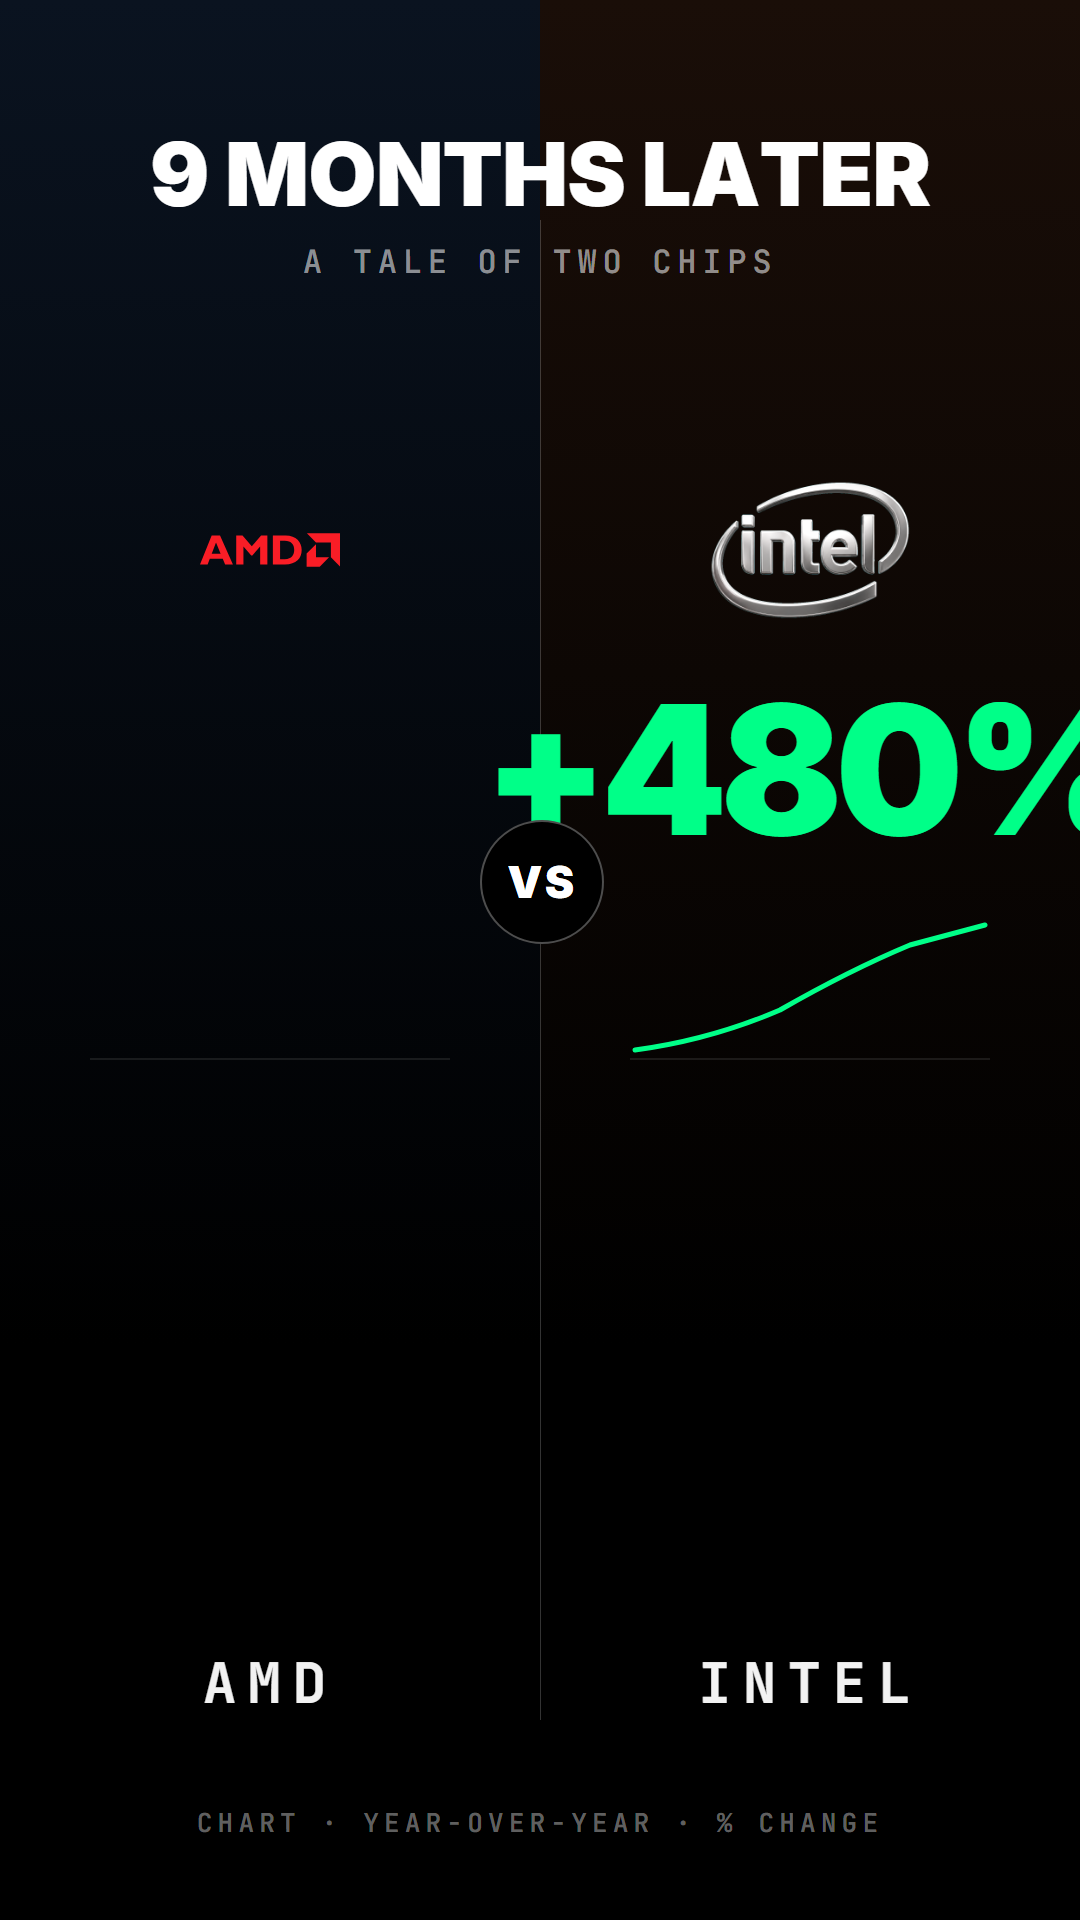 9 MONTHS LATER
A TALE OF TWO CHIPS
AMD
intel
+480%
VS
AMD
INTEL
CHART · YEAR-OVER-YEAR · % CHANGE